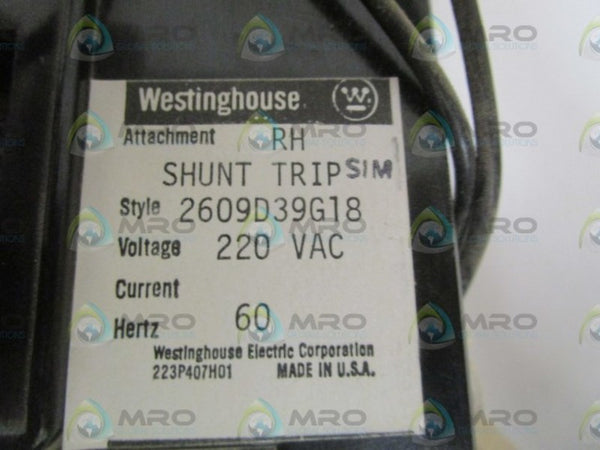 Westinghouse W
Attachment RH
SHUNT TRIP SIM
Style 2609D39G18
Voltage 220 VAC
Current
Hertz 60
Westinghouse Electric Corporation
223P407H01 MADE IN U.S.A.
MRO